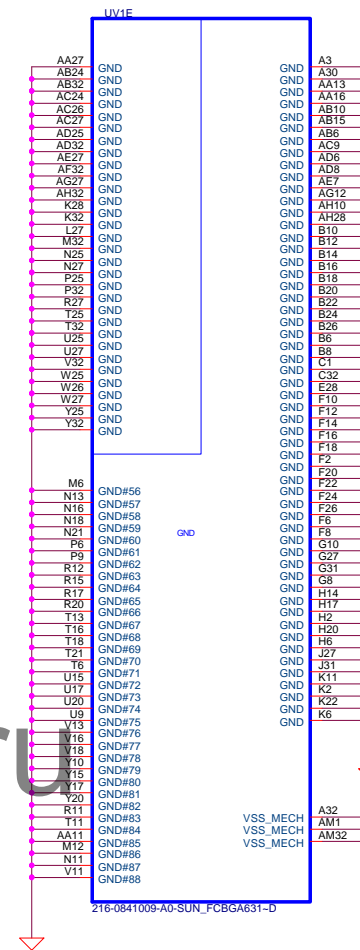 UV1E
AA27 GND
AB24 GND
AB32 GND
AC24 GND
AC26 GND
AC27 GND
AD25 GND
AD32 GND
AE27 GND
AF32 GND
AG27 GND
AH32 GND
K28 GND
K32 GND
L27 GND
M32 GND
N25 GND
N27 GND
P25 GND
P32 GND
R27 GND
T25 GND
T32 GND
U25 GND
U27 GND
V32 GND
W25 GND
W26 GND
W27 GND
Y25 GND
Y32 GND
M6 GND#56
N13 GND#57
N16 GND#58
N18 GND#59
N21 GND#60
P6 GND#61
P9 GND#62
R12 GND#63
R15 GND#64
R17 GND#65
R20 GND#66
T13 GND#67
T16 GND#68
T18 GND#69
T21 GND#70
T6 GND#71
U15 GND#72
U17 GND#73
U20 GND#74
U9 GND#75
V13 GND#76
V16 GND#77
V18 GND#78
Y10 GND#79
Y15 GND#80
Y17 GND#81
Y20 GND#82
R11 GND#83
T11 GND#84
AA11 GND#85
M12 GND#86
N11 GND#87
V11 GND#88
GND
GND A3
GND A30
GND AA13
GND AA16
GND AB10
GND AB15
GND AB6
GND AC9
GND AD6
GND AD8
GND AE7
GND AG12
GND AH10
GND AH28
GND B10
GND B12
GND B14
GND B16
GND B18
GND B20
GND B22
GND B24
GND B26
GND B6
GND B8
GND C1
GND C32
GND E28
GND F10
GND F12
GND F14
GND F16
GND F18
GND F2
GND F20
GND F22
GND F24
GND F26
GND F6
GND F8
GND G10
GND G27
GND G31
GND G8
GND H14
GND H17
GND H2
GND H20
GND H6
GND J27
GND J31
GND K11
GND K2
GND K22
GND K6
VSS_MECH A32
VSS_MECH AM1
VSS_MECH AM32
216-0841009-A0-SUN_FCBGA631~D